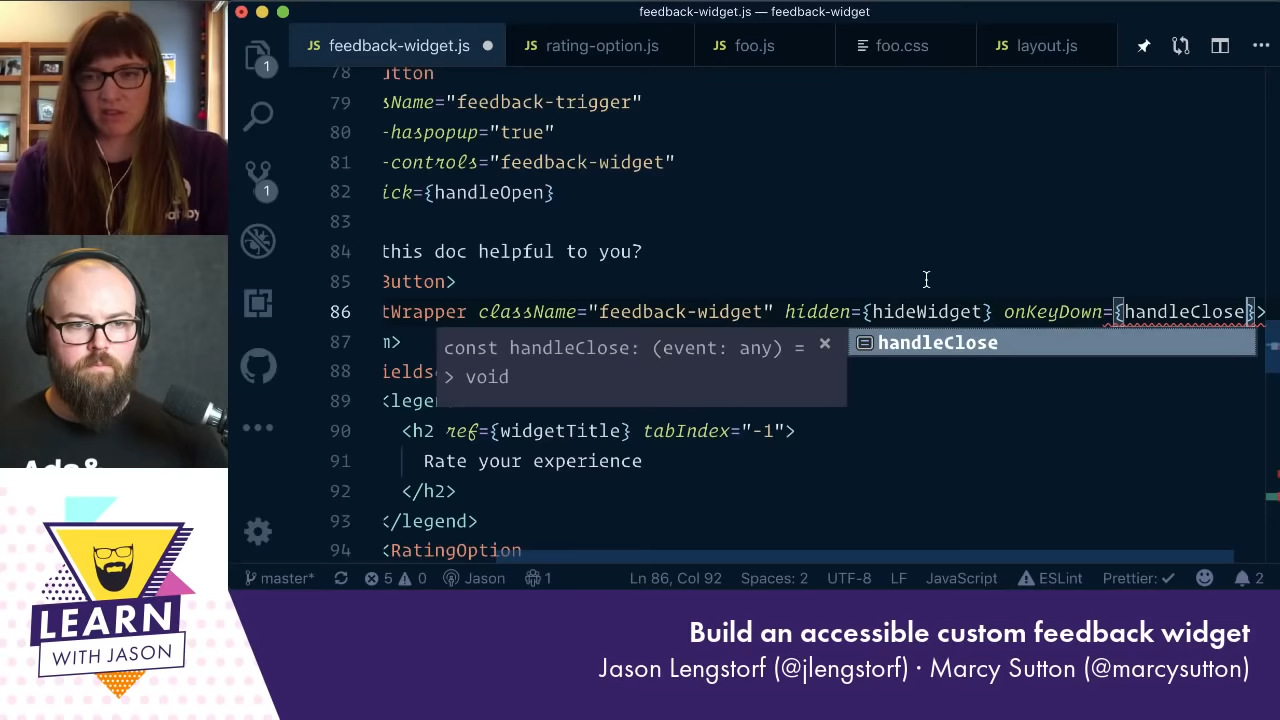 feedback-widget.js — feedback-widget
JS feedback-widget.js
JS rating-option.js
JS foo.js
foo.css
JS layout.js
1
1
78 utton
79 sName="feedback-trigger"
80 -haspopup="true"
81 -controls="feedback-widget"
82 ick={handleOpen}
83
84 this doc helpful to you?
85 Button>
86 tWrapper className="feedback-widget" hidden={hideWidget} onKeyDown={handleClose}>
87 m>
const handleClose: (event: any) =
> void
handleClose
88 ields
89 <legen
90 <h2 ref={widgetTitle} tabIndex="-1">
91 Rate your experience
92 </h2>
93 </legend>
94 <RatingOption
master* 5 0 Jason 1 Ln 86, Col 92 Spaces: 2 UTF-8 LF JavaScript ESLint Prettier: 2
LEARN
WITH JASON
Build an accessible custom feedback widget
Jason Lengstorf (@jlengstorf) · Marcy Sutton (@marcysutton)